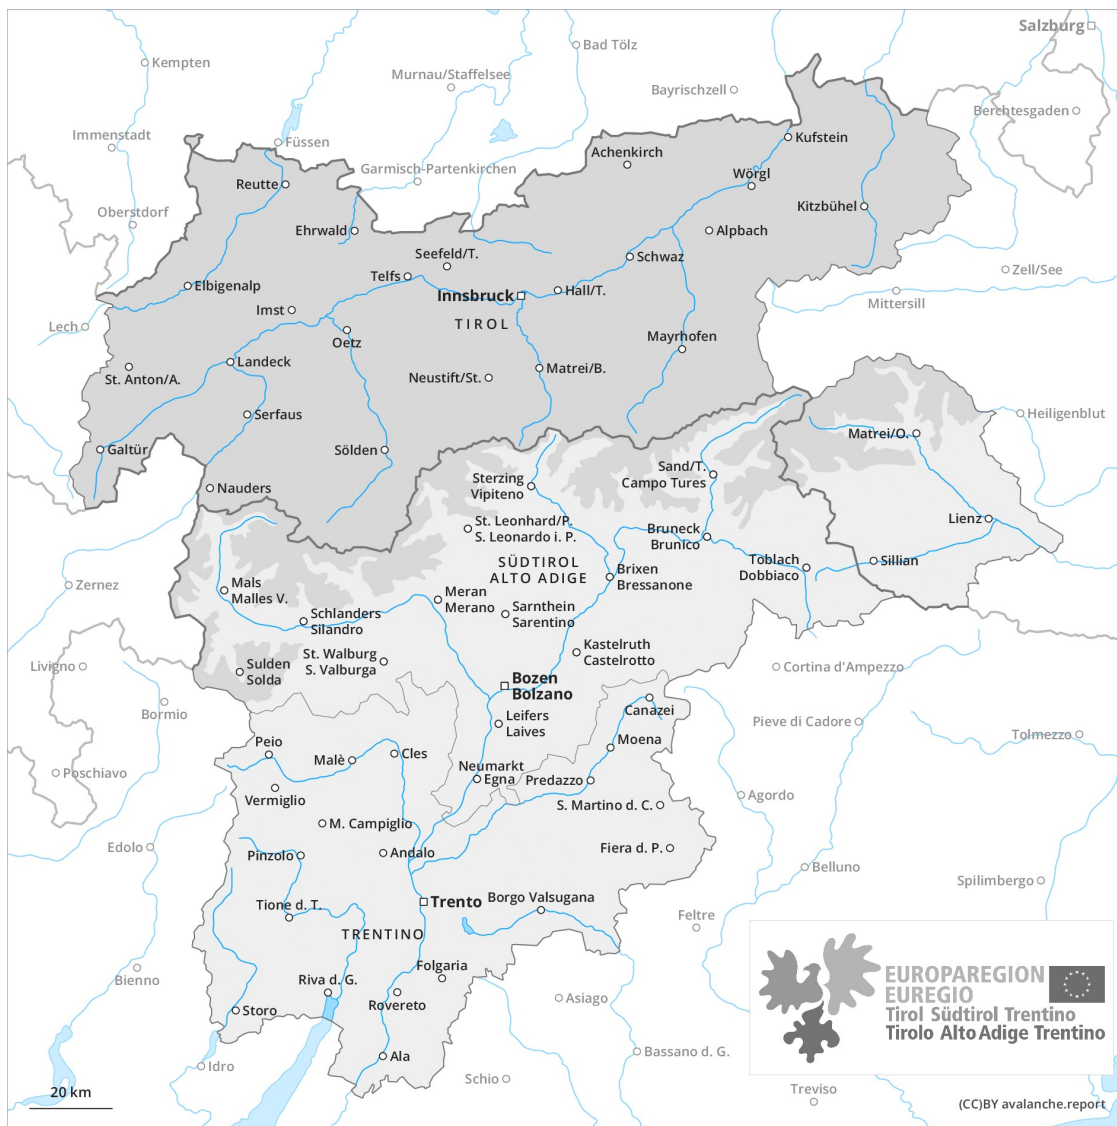 Salzburg
Bad Tölz
Kempten
Murnau/Staffelsee
Bayrischzell
Berchtesgaden
Immenstadt
Füssen
Kufstein
Achenkirch
Garmisch-Partenkirchen
Wörgl
Reutte
Kitzbühel
Oberstdorf
Ehrwald
Alpbach
Seefeld/T.
Schwaz
Zell/See
Telfs
Elbigenalp
Hall/T.
Innsbruck
Mittersill
Imst
TIROL
Lech
Oetz
Mayrhofen
Landeck
Matrei/B.
St. Anton/A.
Neustift/St.
Serfaus
Heiligenblut
Matrei/O.
Galtür
Sölden
Sand/T.
Campo Tures
Sterzing
Vipiteno
Nauders
Lienz
St. Leonhard/P.
S. Leonardo i. P.
Bruneck
Brunico
SÜDTIROL
ALTO ADIGE
Toblach
Dobbiaco
Sillian
Brixen
Bressanone
Zernez
Mals
Malles V.
Meran
Merano
Sarnthein
Sarentino
Schlanders
Silandro
Kastelruth
Castelrotto
St. Walburg
S. Valburga
Livigno
Sulden
Solda
Cortina d'Ampezzo
Bozen
Bolzano
Canazei
Bormio
Leifers
Laives
Pieve di Cadore
Tolmezzo
Moena
Peio
Cles
Malè
Poschiavo
Neumarkt
Egna
Predazzo
Vermiglio
S. Martino d. C.
Agordo
M. Campiglio
Edolo
Pinzolo
Andalo
Fiera d. P.
Belluno
Spilimbergo
Trento
Borgo Valsugana
Tione d. T.
Feltre
TRENTINO
Folgaria
Bienno
Riva d. G.
Rovereto
Asiago
Storo
EUROPAREGION
EUREGIO
Tirol Südtirol Trentino
Tirolo Alto Adige Trentino
Ala
Bassano d. G.
Idro
Schio
Treviso
20 km
(CC)BY avalanche.report